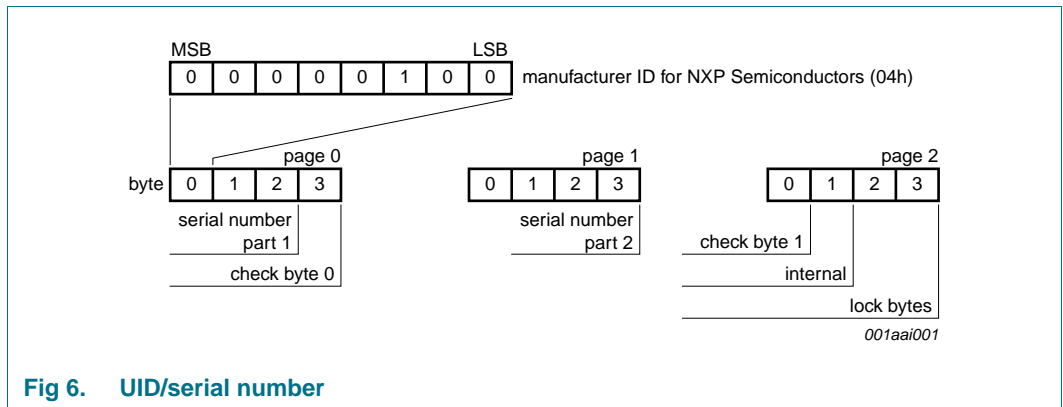 MSB LSB
0 0 0 0 0 1 0 0 manufacturer ID for NXP Semiconductors (04h)
page 0 page 1 page 2
byte 0 1 2 3 0 1 2 3 0 1 2 3
serial number serial number
part 1 part 2 check byte 1
check byte 0 internal
lock bytes
001aai001
Fig 6. UID/serial number